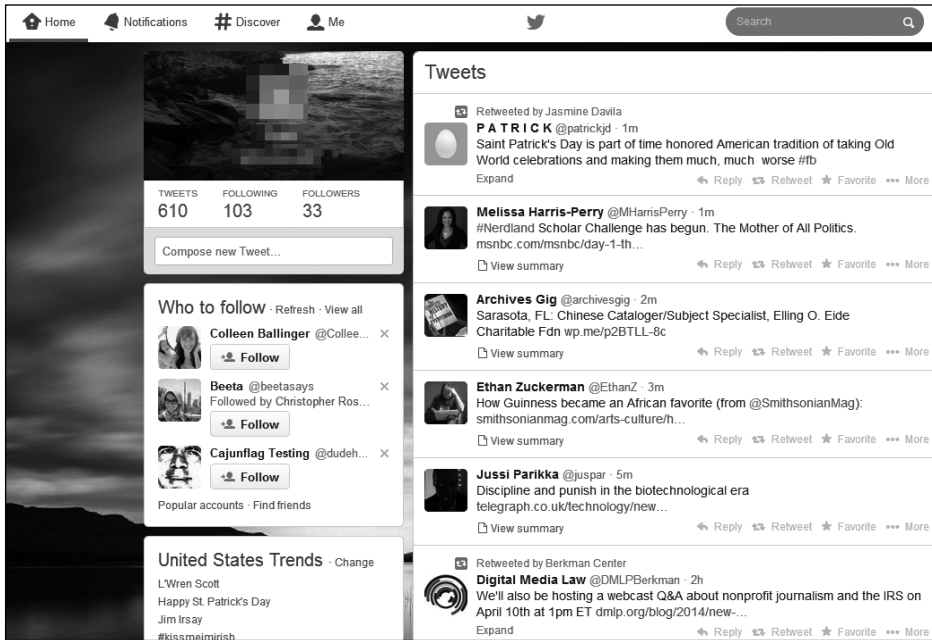 Home
Notifications
Discover
Me
Search
TWEETS
610
FOLLOWING
103
FOLLOWERS
33
Compose new Tweet...
Who to follow · Refresh · View all
Colleen Ballinger @Collee...
Follow
Beeta @beetasays
Followed by Christopher Ros...
Follow
Cajunflag Testing @dudeh...
Follow
Popular accounts · Find friends
United States Trends · Change
L'Wren Scott
Happy St. Patrick's Day
Jim Irsay
#kissmeimirish
Tweets
Retweeted by Jasmine Davila
P A T R I C K @patrickjd · 1m
Saint Patrick's Day is part of time honored American tradition of taking Old
World celebrations and making them much, much worse #fb
Expand
Reply Retweet Favorite ••• More
Melissa Harris-Perry @MHarrisPerry · 1m
#Nerdland Scholar Challenge has begun. The Mother of All Politics.
msnbc.com/msnbc/day-1-th...
View summary
Reply Retweet Favorite ••• More
Archives Gig @archivesgig · 2m
Sarasota, FL: Chinese Cataloger/Subject Specialist, Elling O. Eide
Charitable Fdn wp.me/p2BTLL-8c
View summary
Reply Retweet Favorite ••• More
Ethan Zuckerman @EthanZ · 3m
How Guinness became an African favorite (from @SmithsonianMag):
smithsonianmag.com/arts-culture/h...
View summary
Reply Retweet Favorite ••• More
Jussi Parikka @juspar · 5m
Discipline and punish in the biotechnological era
telegraph.co.uk/technology/new...
View summary
Reply Retweet Favorite ••• More
Retweeted by Berkman Center
Digital Media Law @DMLPBerkman · 2h
We'll also be hosting a webcast Q&A about nonprofit journalism and the IRS on
April 10th at 1pm ET dmlp.org/blog/2014/new-...
Expand
Reply Retweet Favorite ••• More